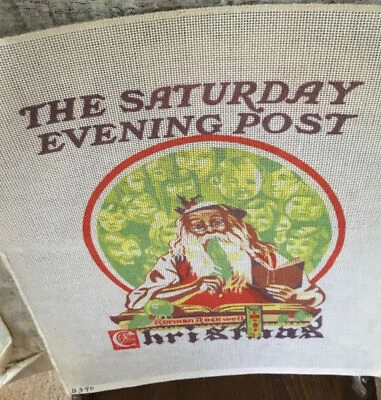 THE SATURDAY
EVENING POST
Norman Rockwell
Christmas